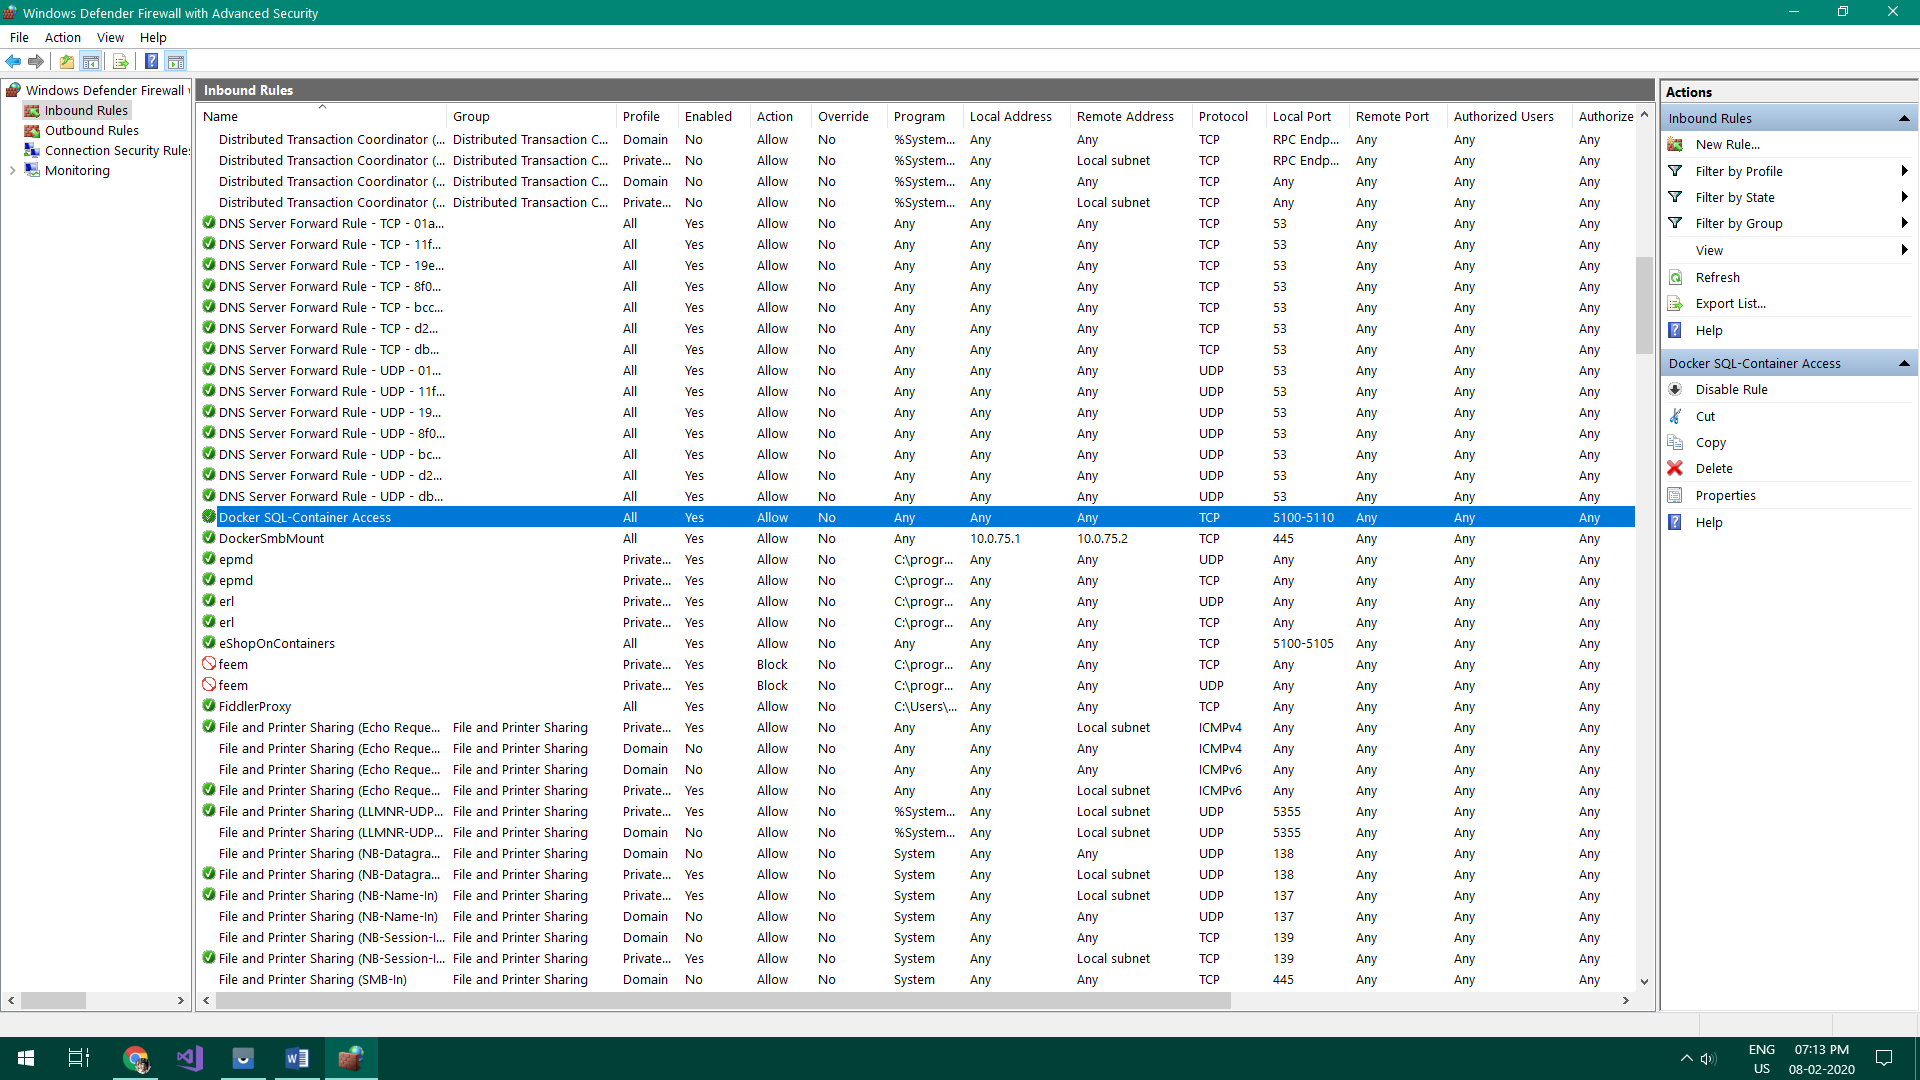 Windows Defender Firewall with Advanced Security
File Action View Help
Windows Defender Firewall
Inbound Rules
Outbound Rules
Connection Security Rules
Monitoring
Inbound Rules
Name Group Profile Enabled Action Override Program Local Address Remote Address Protocol Local Port Remote Port Authorized Users Authorize
Distributed Transaction Coordinator (... Distributed Transaction C... Domain No Allow No %System... Any Any TCP RPC Endp... Any Any Any
Distributed Transaction Coordinator (... Distributed Transaction C... Private... No Allow No %System... Any Local subnet TCP RPC Endp... Any Any Any
Distributed Transaction Coordinator (... Distributed Transaction C... Domain No Allow No %System... Any Any TCP Any Any Any Any
Distributed Transaction Coordinator (... Distributed Transaction C... Private... No Allow No %System... Any Local subnet TCP Any Any Any Any
DNS Server Forward Rule - TCP - 01a... All Yes Allow No Any Any Any TCP 53 Any Any Any
DNS Server Forward Rule - TCP - 11f... All Yes Allow No Any Any Any TCP 53 Any Any Any
DNS Server Forward Rule - TCP - 19e... All Yes Allow No Any Any Any TCP 53 Any Any Any
DNS Server Forward Rule - TCP - 8f0... All Yes Allow No Any Any Any TCP 53 Any Any Any
DNS Server Forward Rule - TCP - bcc... All Yes Allow No Any Any Any TCP 53 Any Any Any
DNS Server Forward Rule - TCP - d2... All Yes Allow No Any Any Any TCP 53 Any Any Any
DNS Server Forward Rule - TCP - db... All Yes Allow No Any Any Any TCP 53 Any Any Any
DNS Server Forward Rule - UDP - 01... All Yes Allow No Any Any Any UDP 53 Any Any Any
DNS Server Forward Rule - UDP - 11f... All Yes Allow No Any Any Any UDP 53 Any Any Any
DNS Server Forward Rule - UDP - 19... All Yes Allow No Any Any Any UDP 53 Any Any Any
DNS Server Forward Rule - UDP - 8f0... All Yes Allow No Any Any Any UDP 53 Any Any Any
DNS Server Forward Rule - UDP - bc... All Yes Allow No Any Any Any UDP 53 Any Any Any
DNS Server Forward Rule - UDP - d2... All Yes Allow No Any Any Any UDP 53 Any Any Any
DNS Server Forward Rule - UDP - db... All Yes Allow No Any Any Any UDP 53 Any Any Any
Docker SQL-Container Access All Yes Allow No Any Any Any TCP 5100-5110 Any Any Any
DockerSmbMount All Yes Allow No Any 10.0.75.1 10.0.75.2 TCP 445 Any Any Any
epmd Private... Yes Allow No C:\progr... Any Any UDP Any Any Any Any
epmd Private... Yes Allow No C:\progr... Any Any TCP Any Any Any Any
erl Private... Yes Allow No C:\progr... Any Any UDP Any Any Any Any
erl Private... Yes Allow No C:\progr... Any Any TCP Any Any Any Any
eShopOnContainers All Yes Allow No Any Any Any TCP 5100-5105 Any Any Any
feem Private... Yes Block No C:\progr... Any Any TCP Any Any Any Any
feem Private... Yes Block No C:\progr... Any Any UDP Any Any Any Any
FiddlerProxy All Yes Allow No C:\Users\... Any Any TCP Any Any Any Any
File and Printer Sharing (Echo Reque... File and Printer Sharing Private... Yes Allow No Any Any Local subnet ICMPv4 Any Any Any Any
File and Printer Sharing (Echo Reque... File and Printer Sharing Domain No Allow No Any Any Any ICMPv4 Any Any Any Any
File and Printer Sharing (Echo Reque... File and Printer Sharing Domain No Allow No Any Any Any ICMPv6 Any Any Any Any
File and Printer Sharing (Echo Reque... File and Printer Sharing Private... Yes Allow No Any Any Local subnet ICMPv6 Any Any Any Any
File and Printer Sharing (LLMNR-UDP... File and Printer Sharing Private... Yes Allow No %System... Any Local subnet UDP 5355 Any Any Any
File and Printer Sharing (LLMNR-UDP... File and Printer Sharing Domain No Allow No %System... Any Local subnet UDP 5355 Any Any Any
File and Printer Sharing (NB-Datagra... File and Printer Sharing Domain No Allow No System Any Any UDP 138 Any Any Any
File and Printer Sharing (NB-Datagra... File and Printer Sharing Private... Yes Allow No System Any Local subnet UDP 138 Any Any Any
File and Printer Sharing (NB-Name-In) File and Printer Sharing Private... Yes Allow No System Any Local subnet UDP 137 Any Any Any
File and Printer Sharing (NB-Name-In) File and Printer Sharing Domain No Allow No System Any Any UDP 137 Any Any Any
File and Printer Sharing (NB-Session-I... File and Printer Sharing Domain No Allow No System Any Any TCP 139 Any Any Any
File and Printer Sharing (NB-Session-I... File and Printer Sharing Private... Yes Allow No System Any Local subnet TCP 139 Any Any Any
File and Printer Sharing (SMB-In) File and Printer Sharing Domain No Allow No System Any Any TCP 445 Any Any Any
Actions
Inbound Rules
New Rule...
Filter by Profile
Filter by State
Filter by Group
View
Refresh
Export List...
Help
Docker SQL-Container Access
Disable Rule
Cut
Copy
Delete
Properties
Help
ENG 07:13 PM
US 08-02-2020